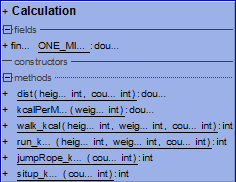 + Calculation
fields
+ fin... ONE_MI... : dou...
constructors
methods
+ dist ( heig... int, cou... int) : dou...
+ kcalPerM... ( weig... int) : dou...
+ walk_kcal ( heig... int, weig... int, cou... int) : int
+ run_k... ( heig... int, weig... int, cou... int) : int
+ jumpRope_k... ( cou... int) : int
+ situp_k... ( cou... int) : int